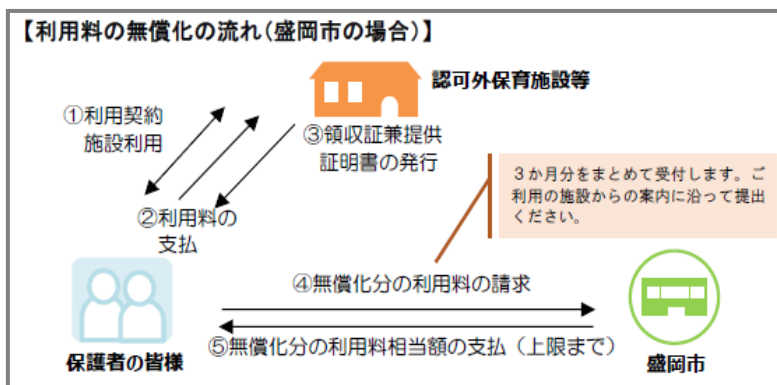 【利用料の無償化の流れ(盛岡市の場合)】
認可外保育施設等
①利用契約
施設利用
③領収証兼提供
証明書の発行
3か月分をまとめて受付します。ご
利用の施設からの案内に沿って提出
ください。
②利用料の
支払
④無償化分の利用料の請求
⑤無償化分の利用料相当額の支払(上限まで)
保護者の皆様
盛岡市